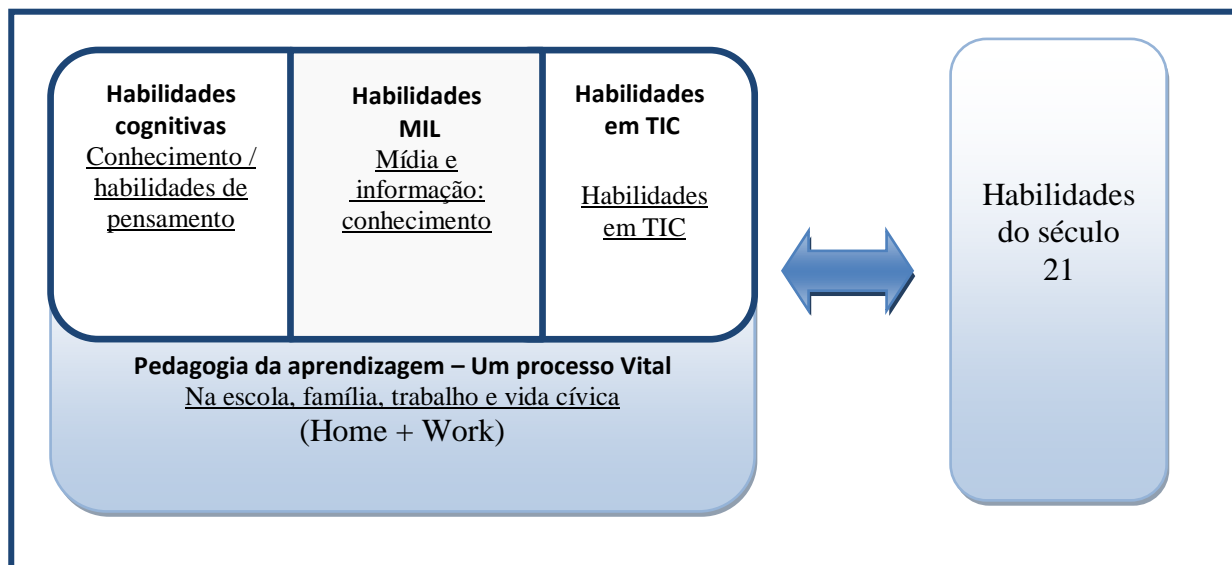 Habilidades
cognitivas
Conhecimento /
habilidades de
pensamento
Habilidades
MIL
Mídia e
informação:
conhecimento
Habilidades
em TIC
Habilidades
em TIC
Pedagogia da aprendizagem – Um processo Vital
Na escola, família, trabalho e vida cívica
(Home + Work)
Habilidades
do século
21